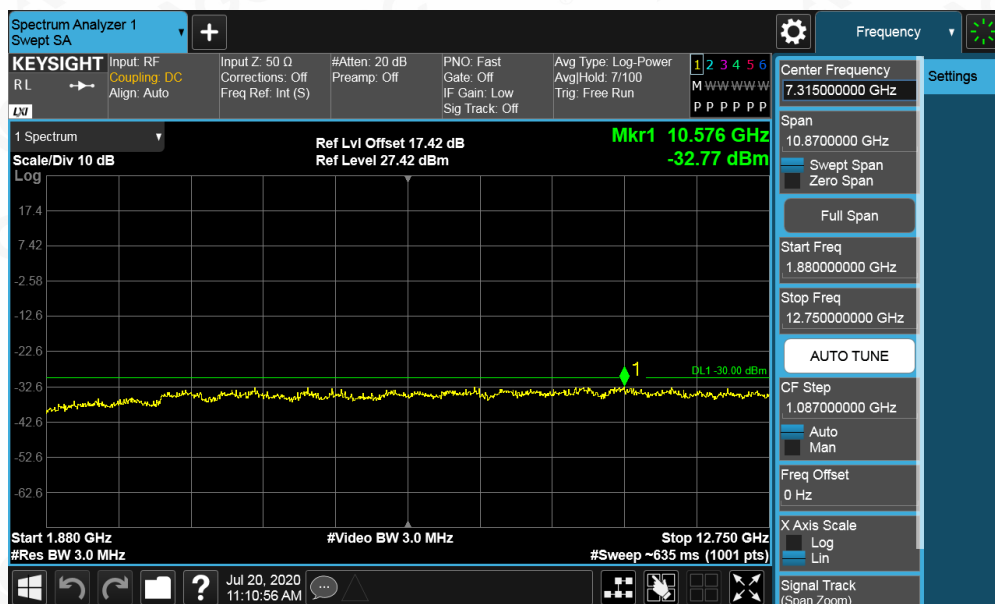 Spectrum Analyzer 1
Swept SA
Frequency
KEYSIGHT
R L
LXI
Input: RF
Coupling: DC
Align: Auto
Input Z: 50 Ω
Corrections: Off
Freq Ref: Int (S)
#Atten: 20 dB
Preamp: Off
PNO: Fast
Gate: Off
IF Gain: Low
Sig Track: Off
Avg Type: Log-Power
Avg|Hold: 7/100
Trig: Free Run
1 2 3 4 5 6
M W W W W W
P P P P P P
1 Spectrum
Scale/Div 10 dB
Log
Ref Lvl Offset 17.42 dB
Ref Level 27.42 dBm
Mkr1 10.576 GHz
-32.77 dBm
17.4
7.42
-2.58
-12.6
-22.6
-32.6
-42.6
-52.6
-62.6
1
DL1 -30.00 dBm
Start 1.880 GHz
#Res BW 3.0 MHz
#Video BW 3.0 MHz
Stop 12.750 GHz
#Sweep ~635 ms (1001 pts)
Center Frequency
7.315000000 GHz
Span
10.8700000 GHz
Swept Span
Zero Span
Full Span
Start Freq
1.880000000 GHz
Stop Freq
12.750000000 GHz
AUTO TUNE
CF Step
1.087000000 GHz
Auto
Man
Freq Offset
0 Hz
X Axis Scale
Log
Lin
Signal Track
(Span Zoom)
Settings
?
Jul 20, 2020
11:10:56 AM